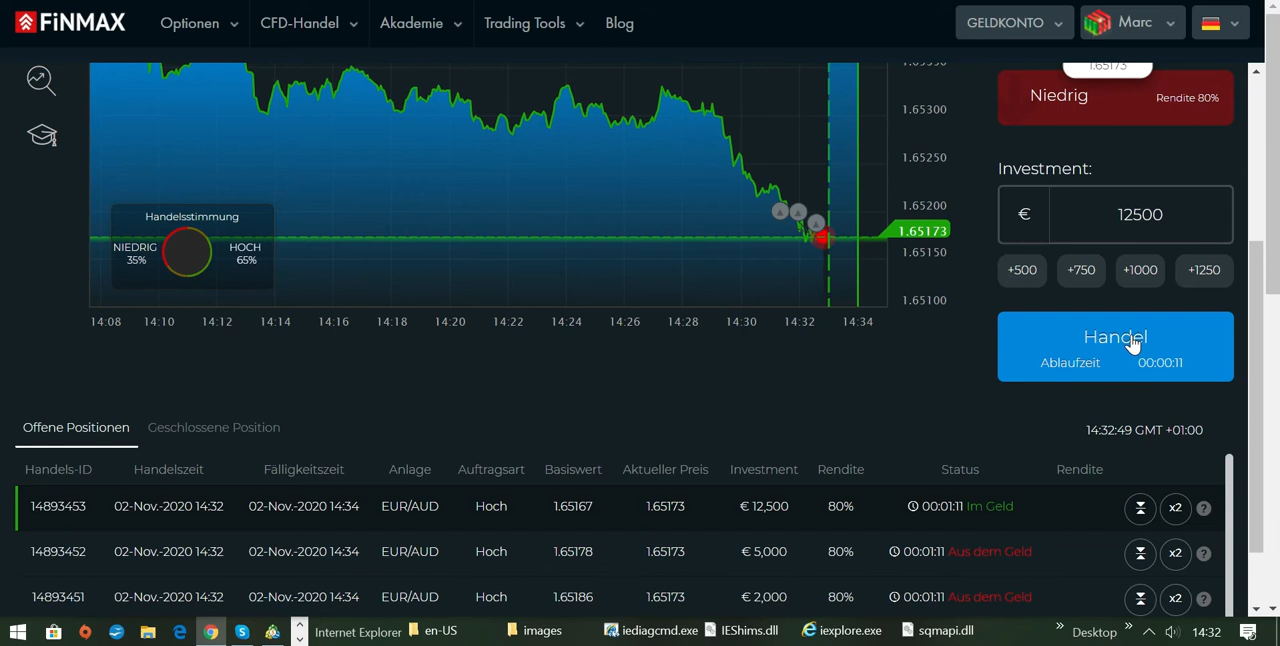 FiNMAX Optionen CFD-Handel Akademie Trading Tools Blog GELDKONTO Marc
1.65173
Niedrig Rendite 80%
1.65300
1.65250
1.65200
1.65173
1.65150
1.65100
Handelsstimmung
NIEDRIG 35% HOCH 65%
14:08 14:10 14:12 14:14 14:16 14:18 14:20 14:22 14:24 14:26 14:28 14:30 14:32 14:34
Investment:
€ 12500
+500 +750 +1000 +1250
Handel
Ablaufzeit 00:00:11
Offene Positionen Geschlossene Position 14:32:49 GMT +01:00
Handels-ID Handelszeit Fälligkeitszeit Anlage Auftragsart Basiswert Aktueller Preis Investment Rendite Status Rendite
14893453 02-Nov.-2020 14:32 02-Nov.-2020 14:34 EUR/AUD Hoch 1.65167 1.65173 € 12,500 80% 00:01:11 Im Geld x2 ?
14893452 02-Nov.-2020 14:32 02-Nov.-2020 14:34 EUR/AUD Hoch 1.65178 1.65173 € 5,000 80% 00:01:11 Aus dem Geld x2 ?
14893451 02-Nov.-2020 14:32 02-Nov.-2020 14:34 EUR/AUD Hoch 1.65186 1.65173 € 2,000 80% 00:01:11 Aus dem Geld x2 ?
Internet Explorer en-US images iediagcmd.exe IEShims.dll iexplore.exe sqmapi.dll » Desktop » 14:32